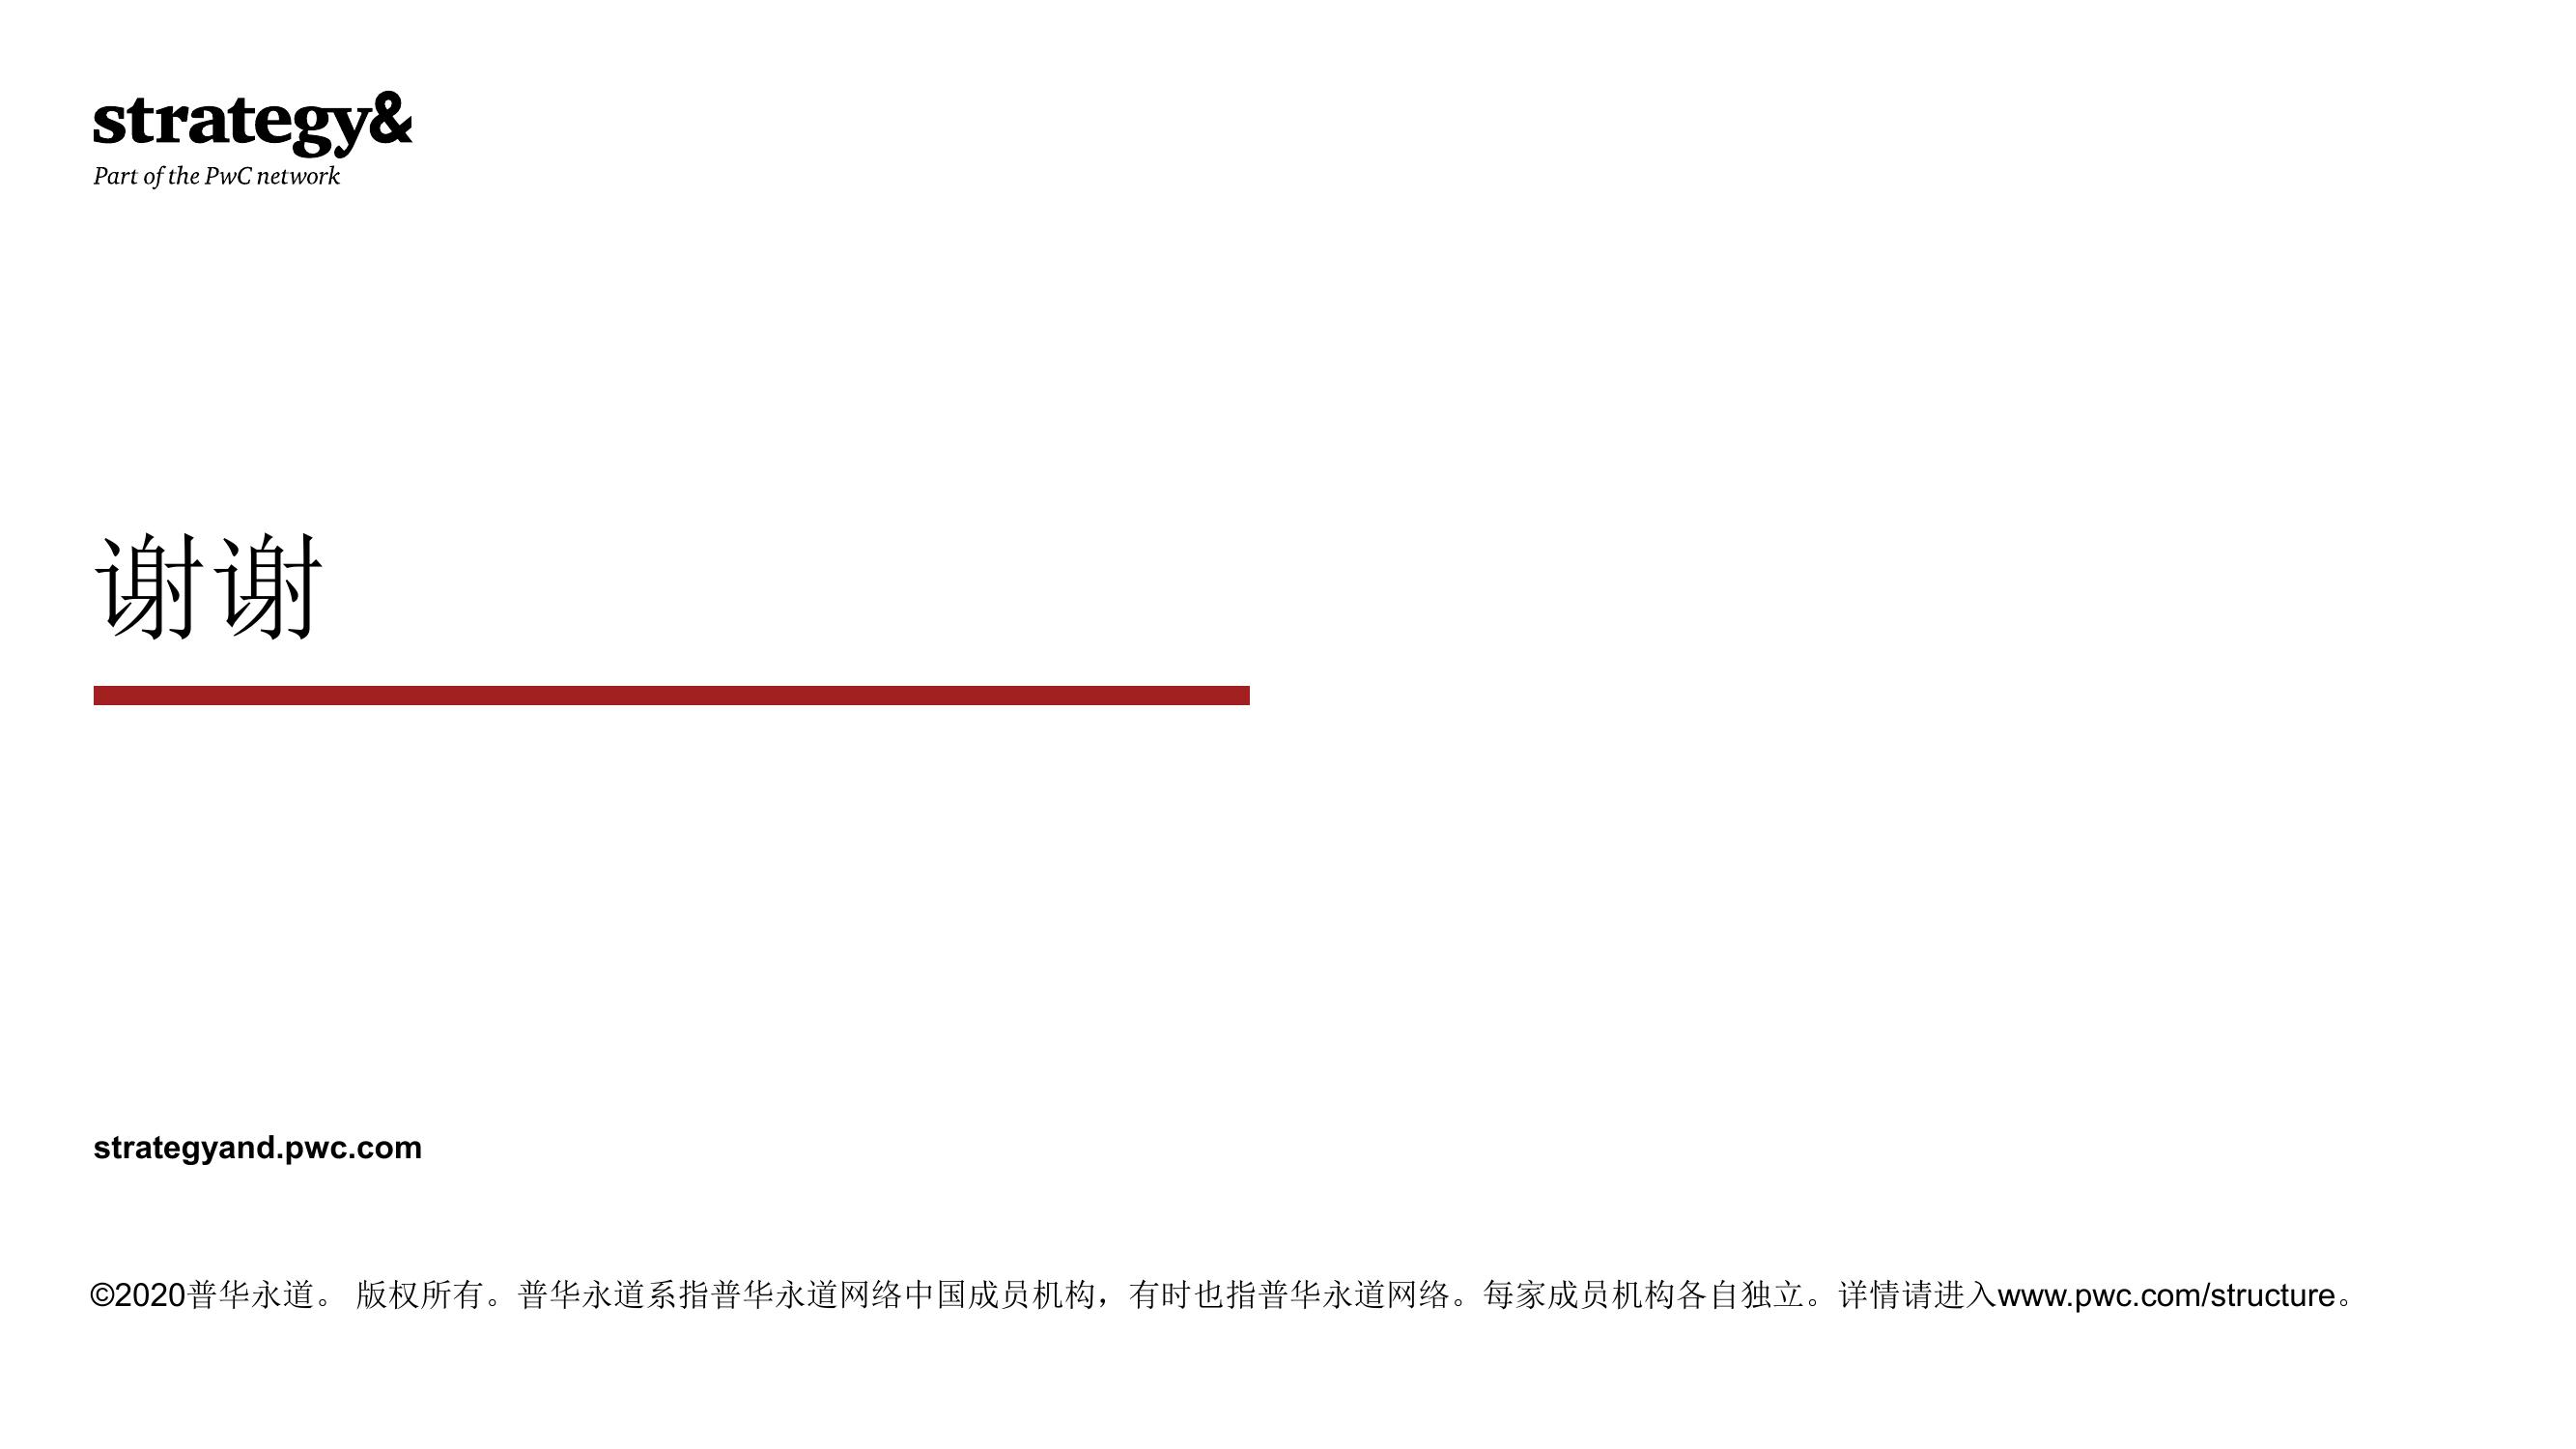 strategy&
Part of the PwC network
谢谢
strategyand.pwc.com
©2020普华永道。 版权所有。普华永道系指普华永道网络中国成员机构，有时也指普华永道网络。每家成员机构各自独立。详情请进入www.pwc.com/structure。